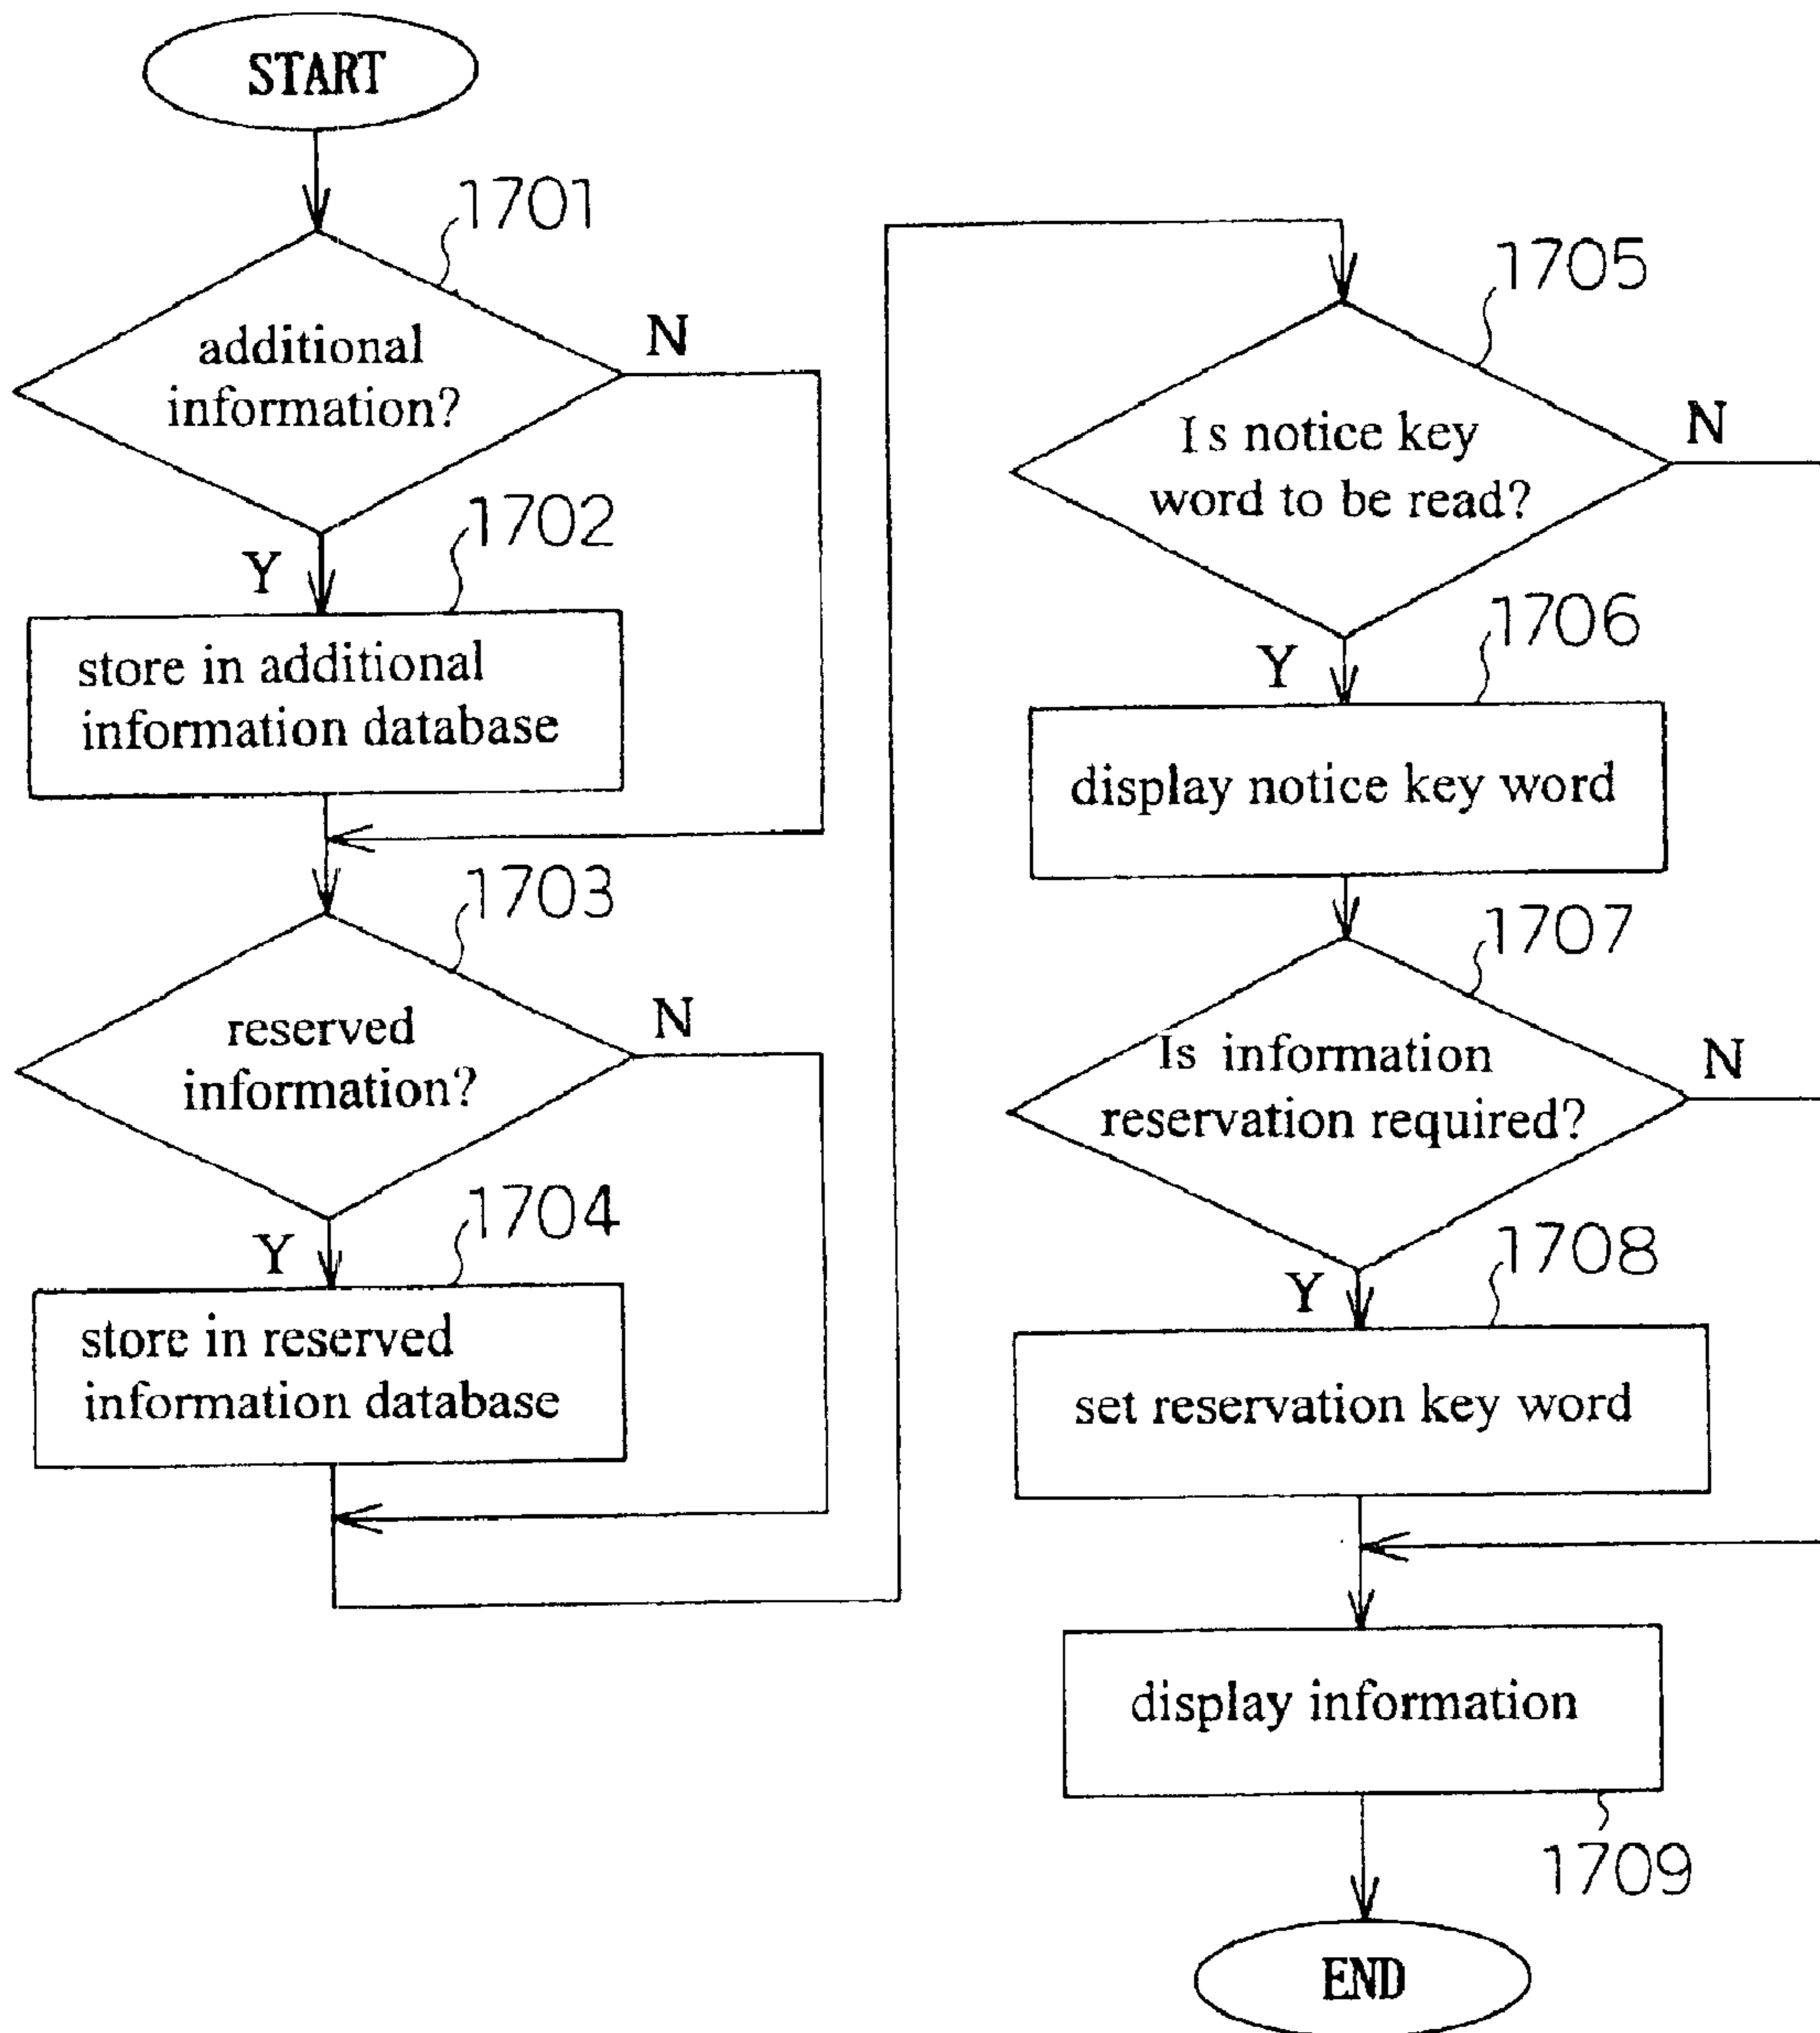 START
1701
additional
information?
N
Y
1702
store in additional
information database
1703
reserved
information?
N
Y
1704
store in reserved
information database
1705
Is notice key
word to be read?
N
Y
1706
display notice key word
1707
Is information
reservation required?
N
Y
1708
set reservation key word
display information
1709
END